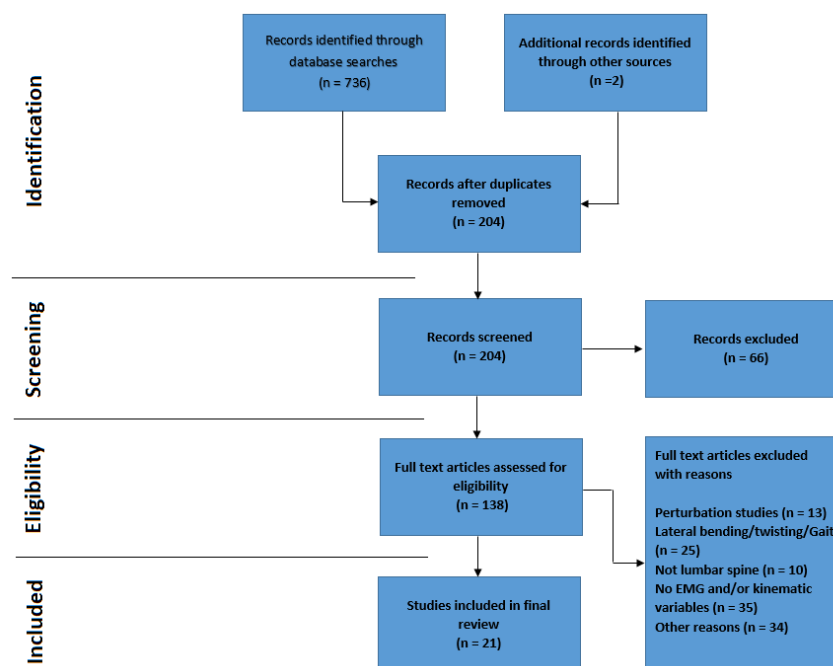 Identification
Records identified through
database searches
(n = 736)
Additional records identified
through other sources
(n =2)
Records after duplicates
removed
(n = 204)
Screening
Records screened
(n = 204)
Records excluded
(n = 66)
Eligibility
Full text articles assessed for
eligibility
(n = 138)
Full text articles excluded
with reasons
Perturbation studies (n = 13)
Lateral bending/twisting/Gait
(n = 25)
Not lumbar spine (n = 10)
No EMG and/or kinematic
variables (n = 35)
Other reasons (n = 34)
Included
Studies included in final
review
(n = 21)